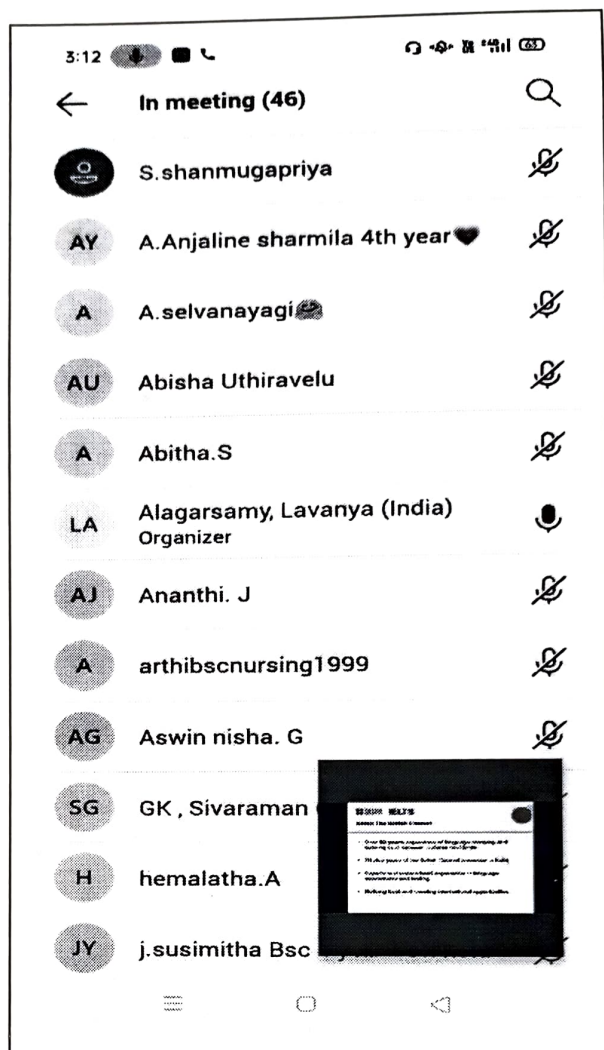 3:12
63
In meeting (46)
S.shanmugapriya
AY
A.Anjaline sharmila 4th year🖤
A
A.selvanayagi🤗
AU
Abisha Uthiravelu
A
Abitha.S
LA
Alagarsamy, Lavanya (India)
Organizer
AJ
Ananthi. J
A
arthibscnursing1999
AG
Aswin nisha. G
SG
GK , Sivaraman
H
hemalatha.A
JY
j.susimitha Bsc